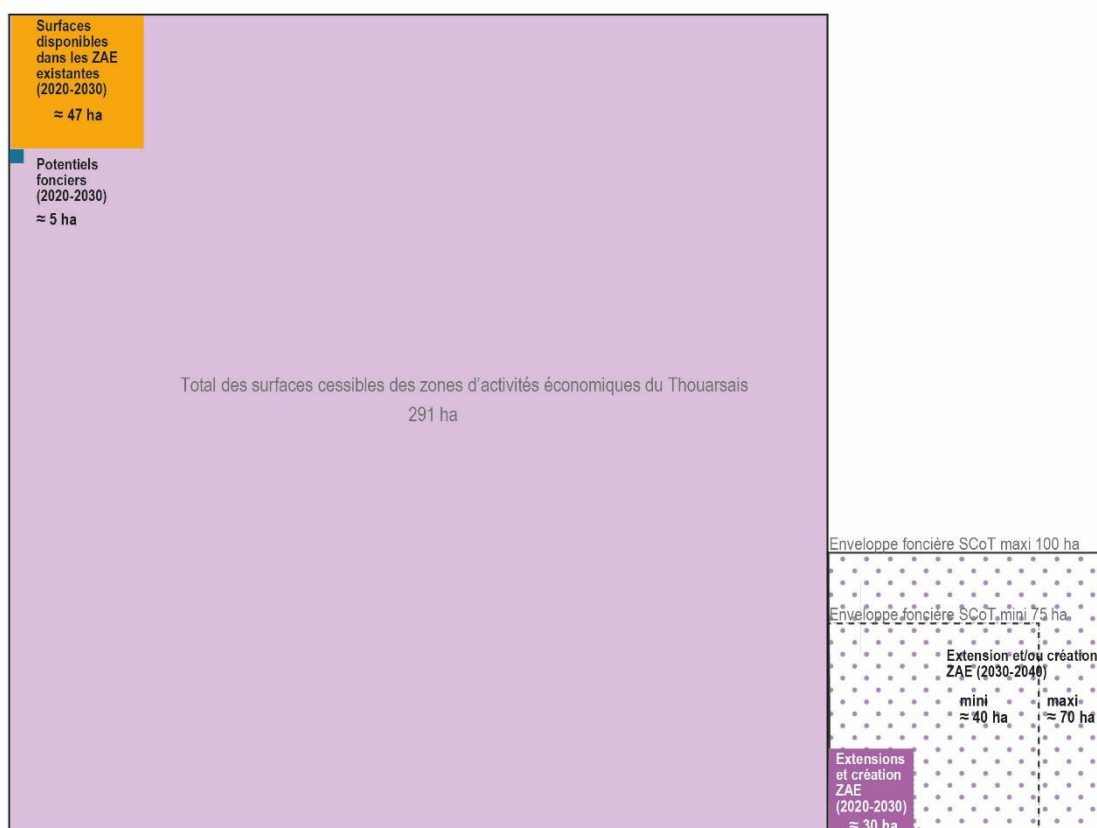 Surfaces
disponibles
dans les ZAE
existantes
(2020-2030)
≈ 47 ha
Potentiels
fonciers
(2020-2030)
≈ 5 ha
Total des surfaces cessibles des zones d'activités économiques du Thouarsais
291 ha
Enveloppe foncière SCoT maxi 100 ha
Enveloppe foncière SCoT mini 75 ha
Extension et/ou création
ZAE (2030-2040)
mini
≈ 40 ha
maxi
≈ 70 ha
Extensions
et création
ZAE
(2020-2030)
≈ 30 ha